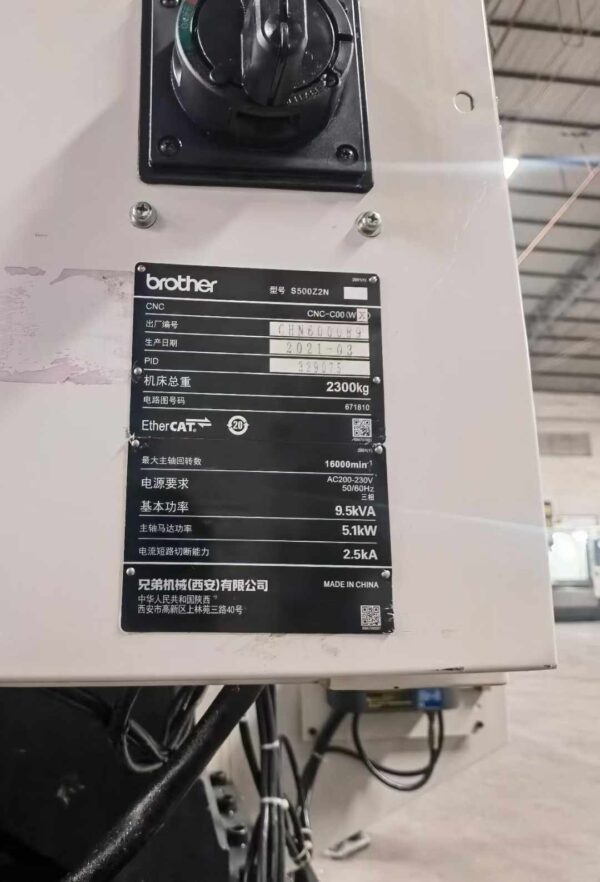 brother 型号 S500Z2N
CNC CNC-C00(W
出厂编号
生产日期 2021-03
PID 329075
机床总重 2300kg
电路图号码 671810
EtherCAT 20
最大主轴回转数 16000min-1
电源要求 AC200-230V
50/60Hz
三相
基本功率 9.5kVA
主轴马达功率 5.1kW
电流短路切断能力 2.5kA
兄弟机械(西安)有限公司 MADE IN CHINA
中华人民共和国陕西
西安市高新区上林苑三路40号